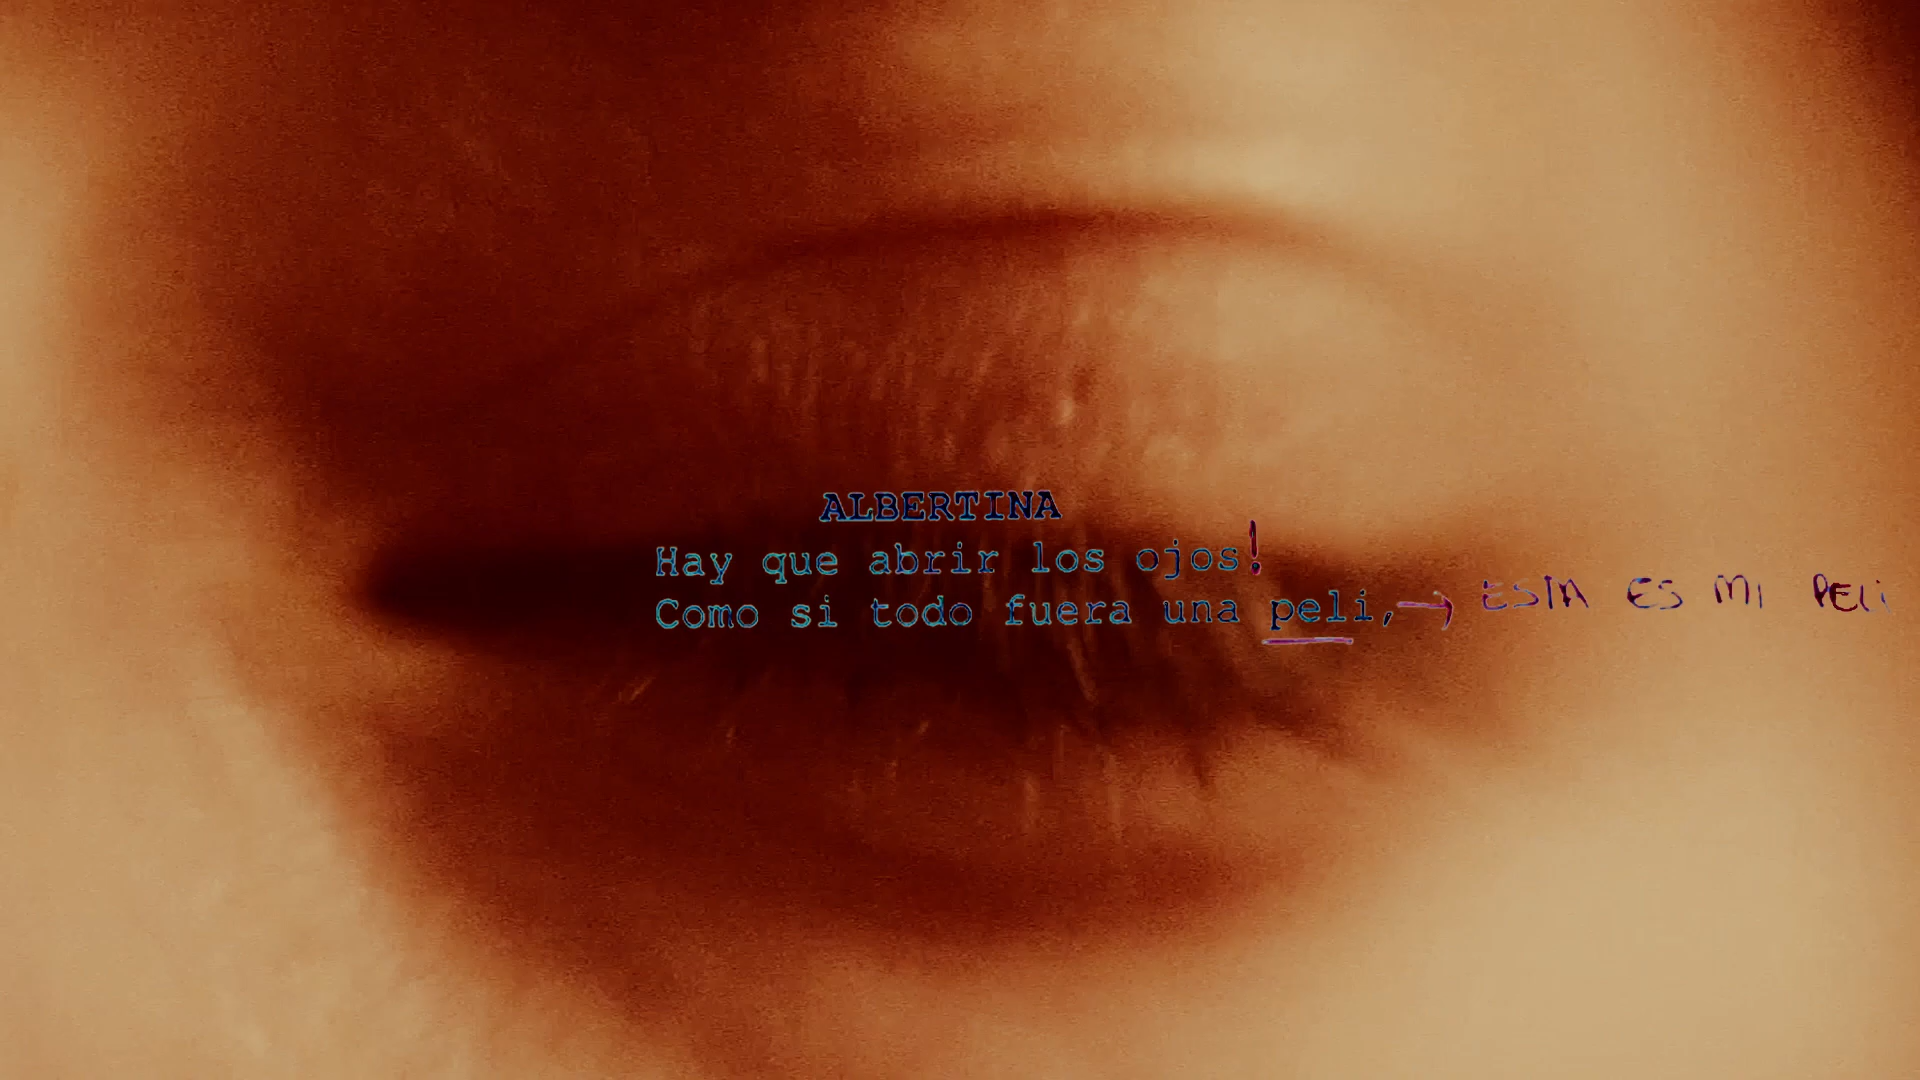 ALBERTINA
Hay que abrir los ojos!
Como si todo fuera una peli, → ESTA ES MI PELI